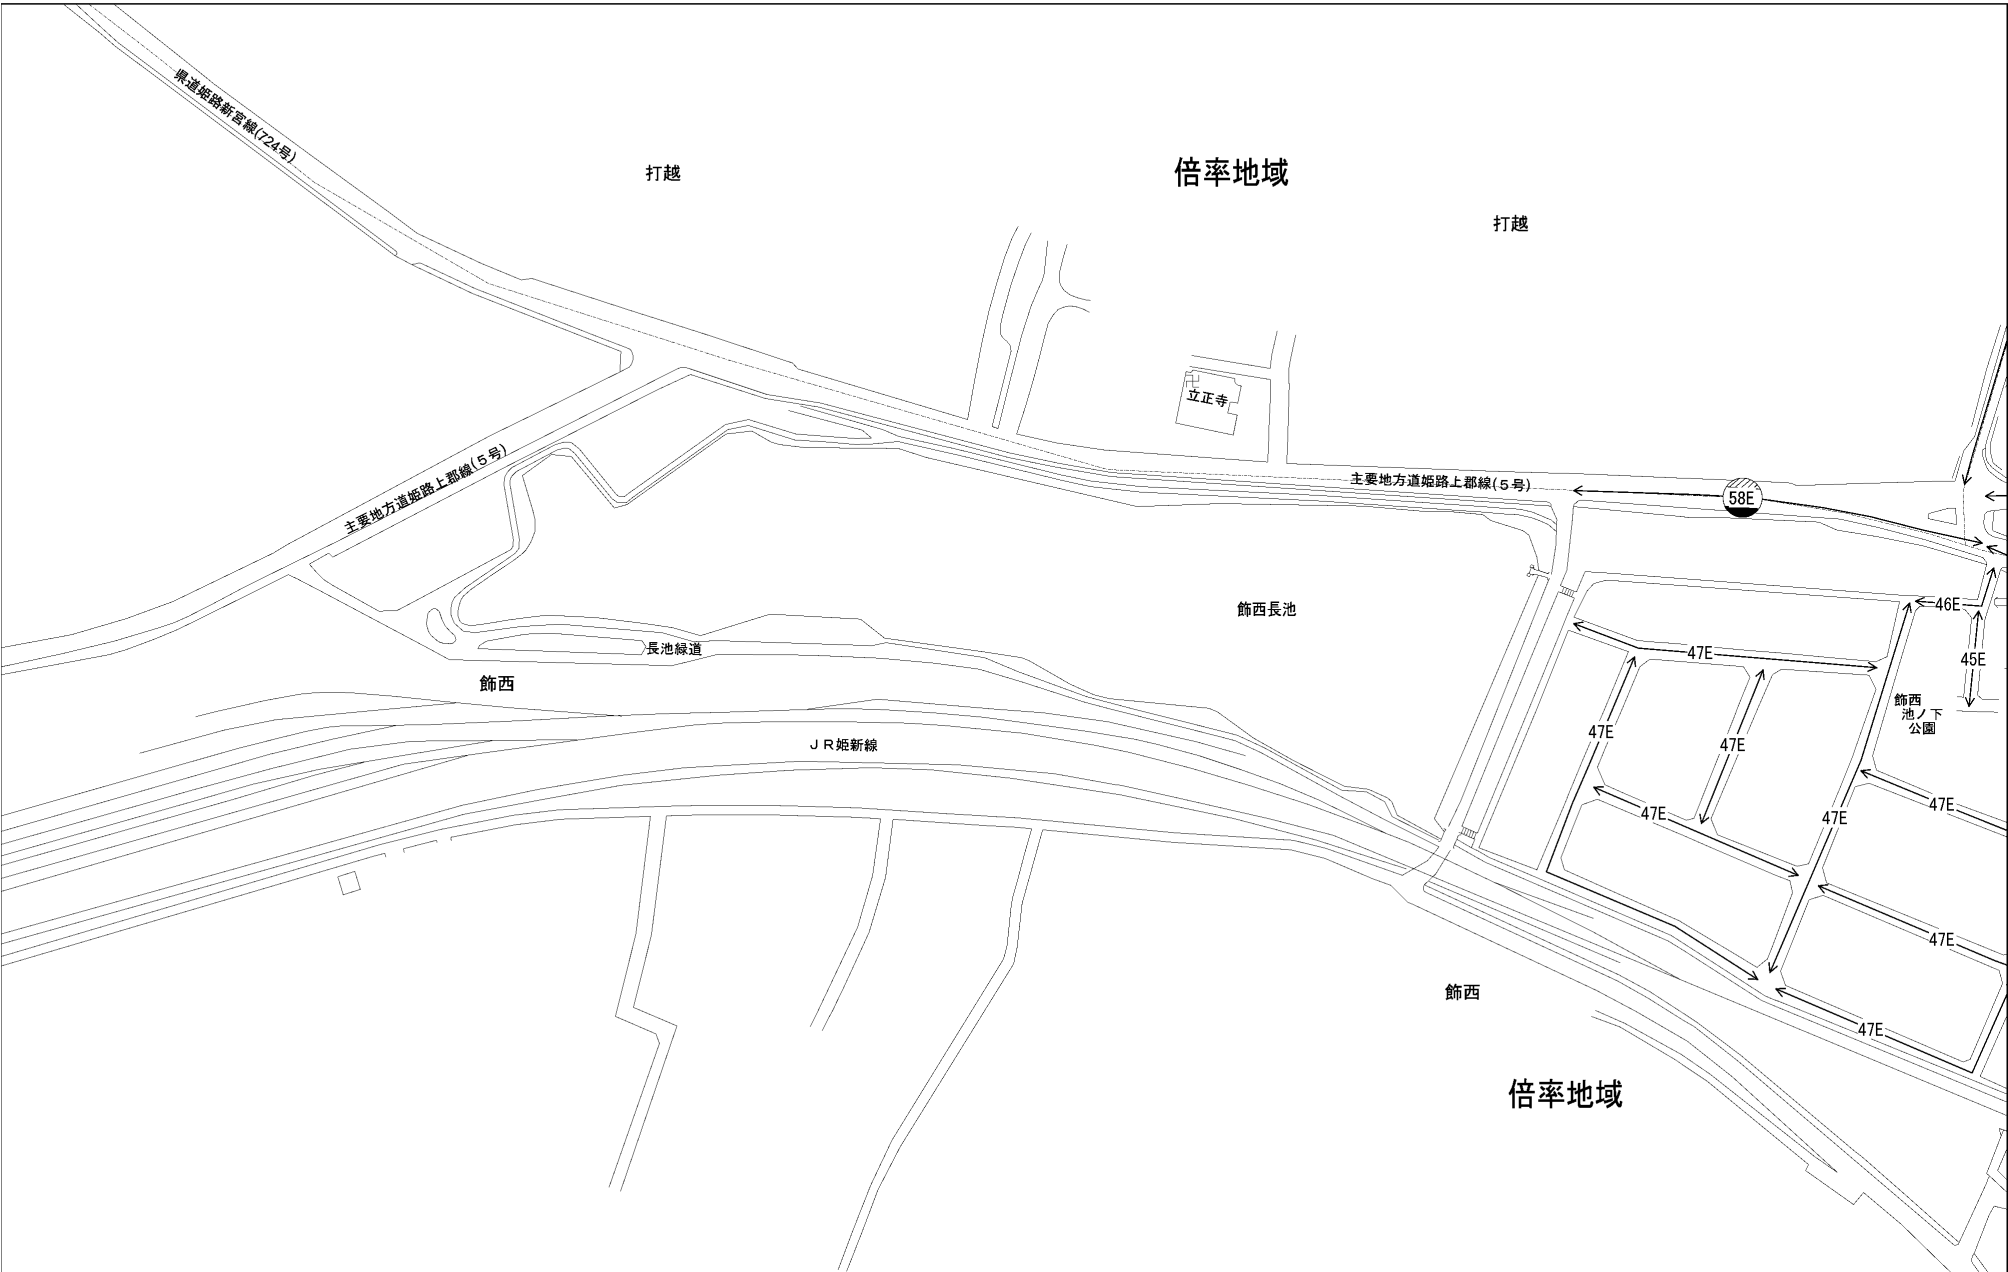 県道姫路新宮線(724号)
打越
倍率地域
打越
立正寺
主要地方道姫路上郡線(5号)
主要地方道姫路上郡線(5号)
58E
飾西長池
46E
長池緑道
47E
45E
飾西
飾西
池ノ下
公園
47E
47E
JR姫新線
47E
47E
47E
47E
飾西
47E
倍率地域